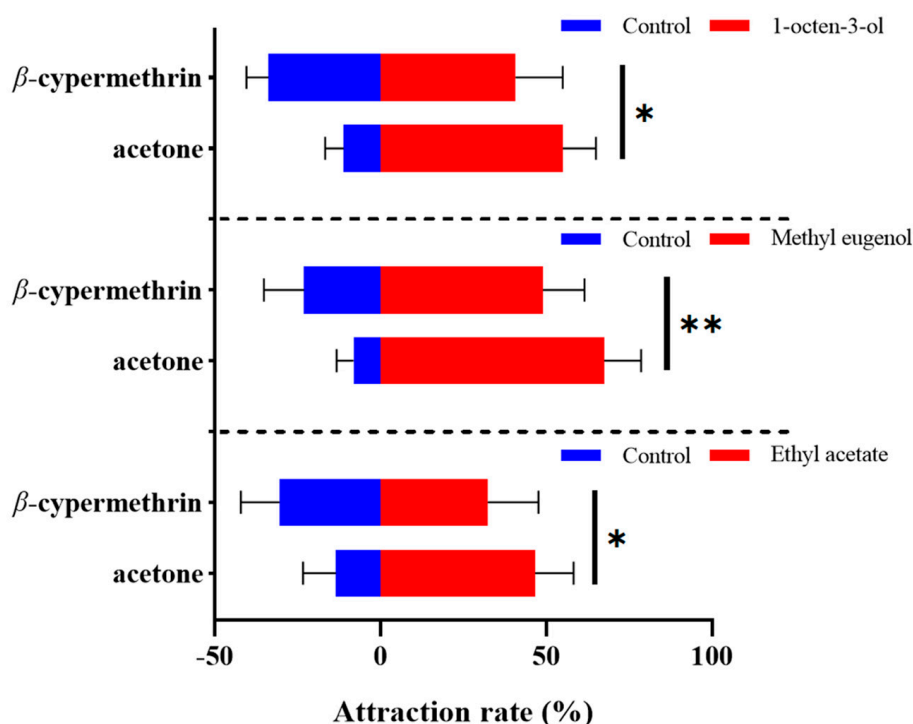 Control 1-octen-3-ol
β-cypermethrin
*
acetone
Control Methyl eugenol
β-cypermethrin
**
acetone
Control Ethyl acetate
β-cypermethrin
*
acetone
-50 0 50 100
Attraction rate (%)